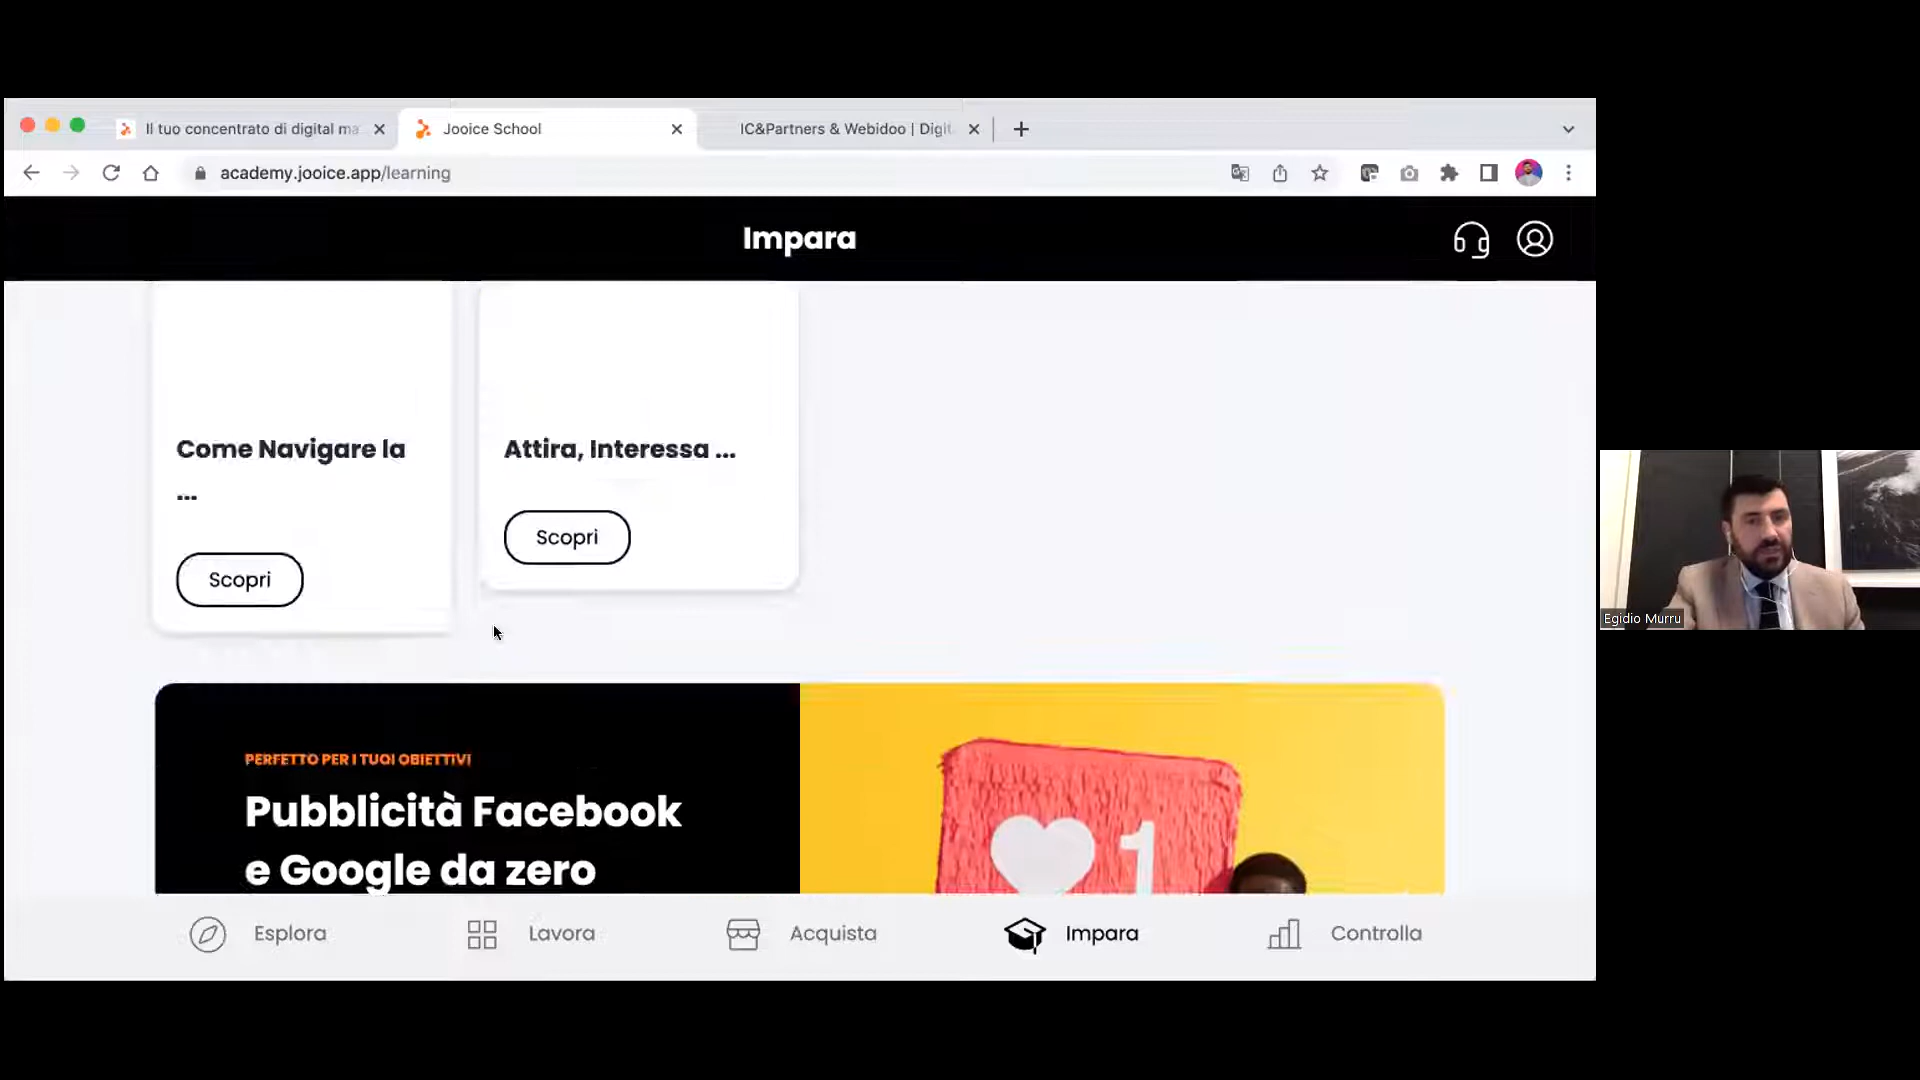 Il tuo concentrato di digital ma
Jooice School
IC&Partners & Webidoo | Digit
academy.jooice.app/learning
Impara
Come Navigare la
...
Scopri
Attira, Interessa ...
Scopri
PERFETTO PER I TUOI OBIETTIVI
Pubblicità Facebook
e Google da zero
1
Esplora
Lavora
Acquista
Impara
Controlla
Egidio Murru